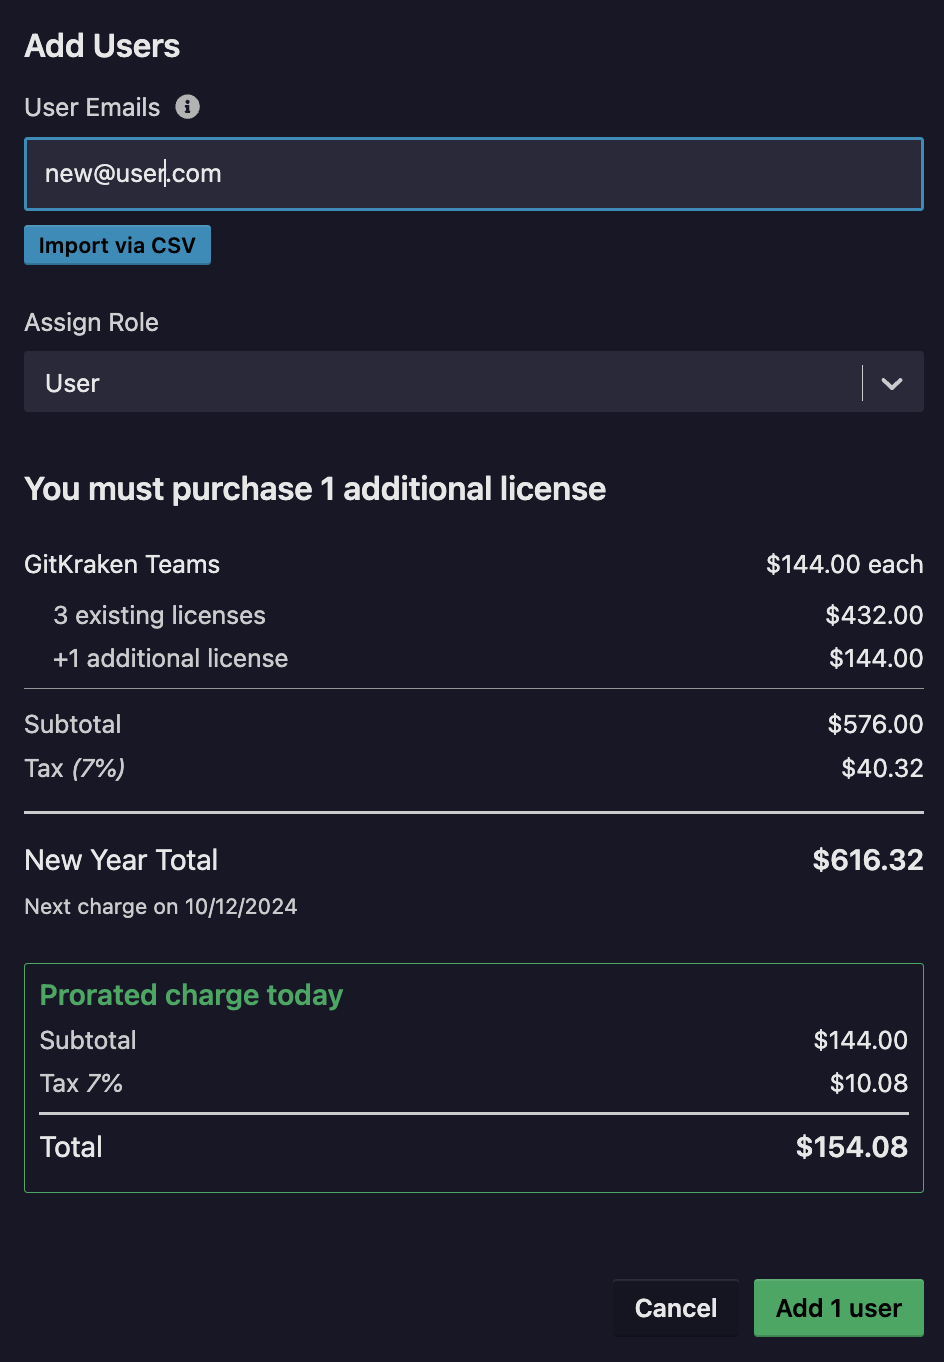 Add Users
User Emails
new@user.com
Import via CSV
Assign Role
User
You must purchase 1 additional license
GitKraken Teams $144.00 each
3 existing licenses $432.00
+1 additional license $144.00
Subtotal $576.00
Tax (7%) $40.32
New Year Total $616.32
Next charge on 10/12/2024
Prorated charge today
Subtotal $144.00
Tax 7% $10.08
Total $154.08
Cancel Add 1 user